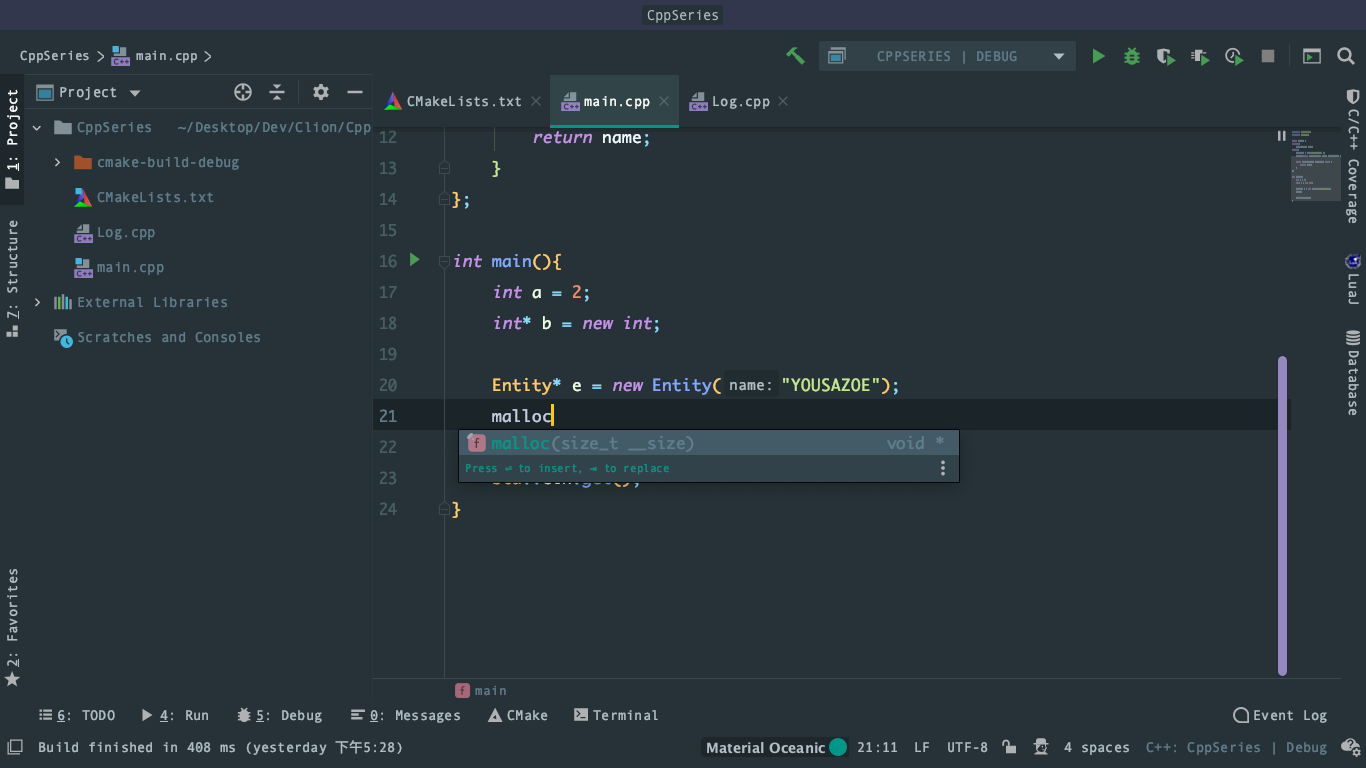 CppSeries
CppSeries > main.cpp >
CPPSERIES | DEBUG
1: Project
Project
CMakeLists.txt
main.cpp
Log.cpp
CppSeries ~/Desktop/Dev/Clion/Cpp
cmake-build-debug
CMakeLists.txt
Log.cpp
main.cpp
External Libraries
Scratches and Consoles
Z: Structure
2: Favorites
12 return name;
13 }
14 };
15
16 int main(){
17 int a = 2;
18 int* b = new int;
19
20 Entity* e = new Entity( name: "YOUSAZOE");
21 malloc
22
23
24 }
f malloc(size_t __size) void *
Press ↵ to insert, ⇥ to replace
C/C++ Coverage
LuaJ
Database
f main
6: TODO
4: Run
5: Debug
0: Messages
CMake
Terminal
Event Log
Build finished in 408 ms (yesterday 下午5:28)
Material Oceanic
21:11 LF UTF-8 4 spaces C++: CppSeries | Debug